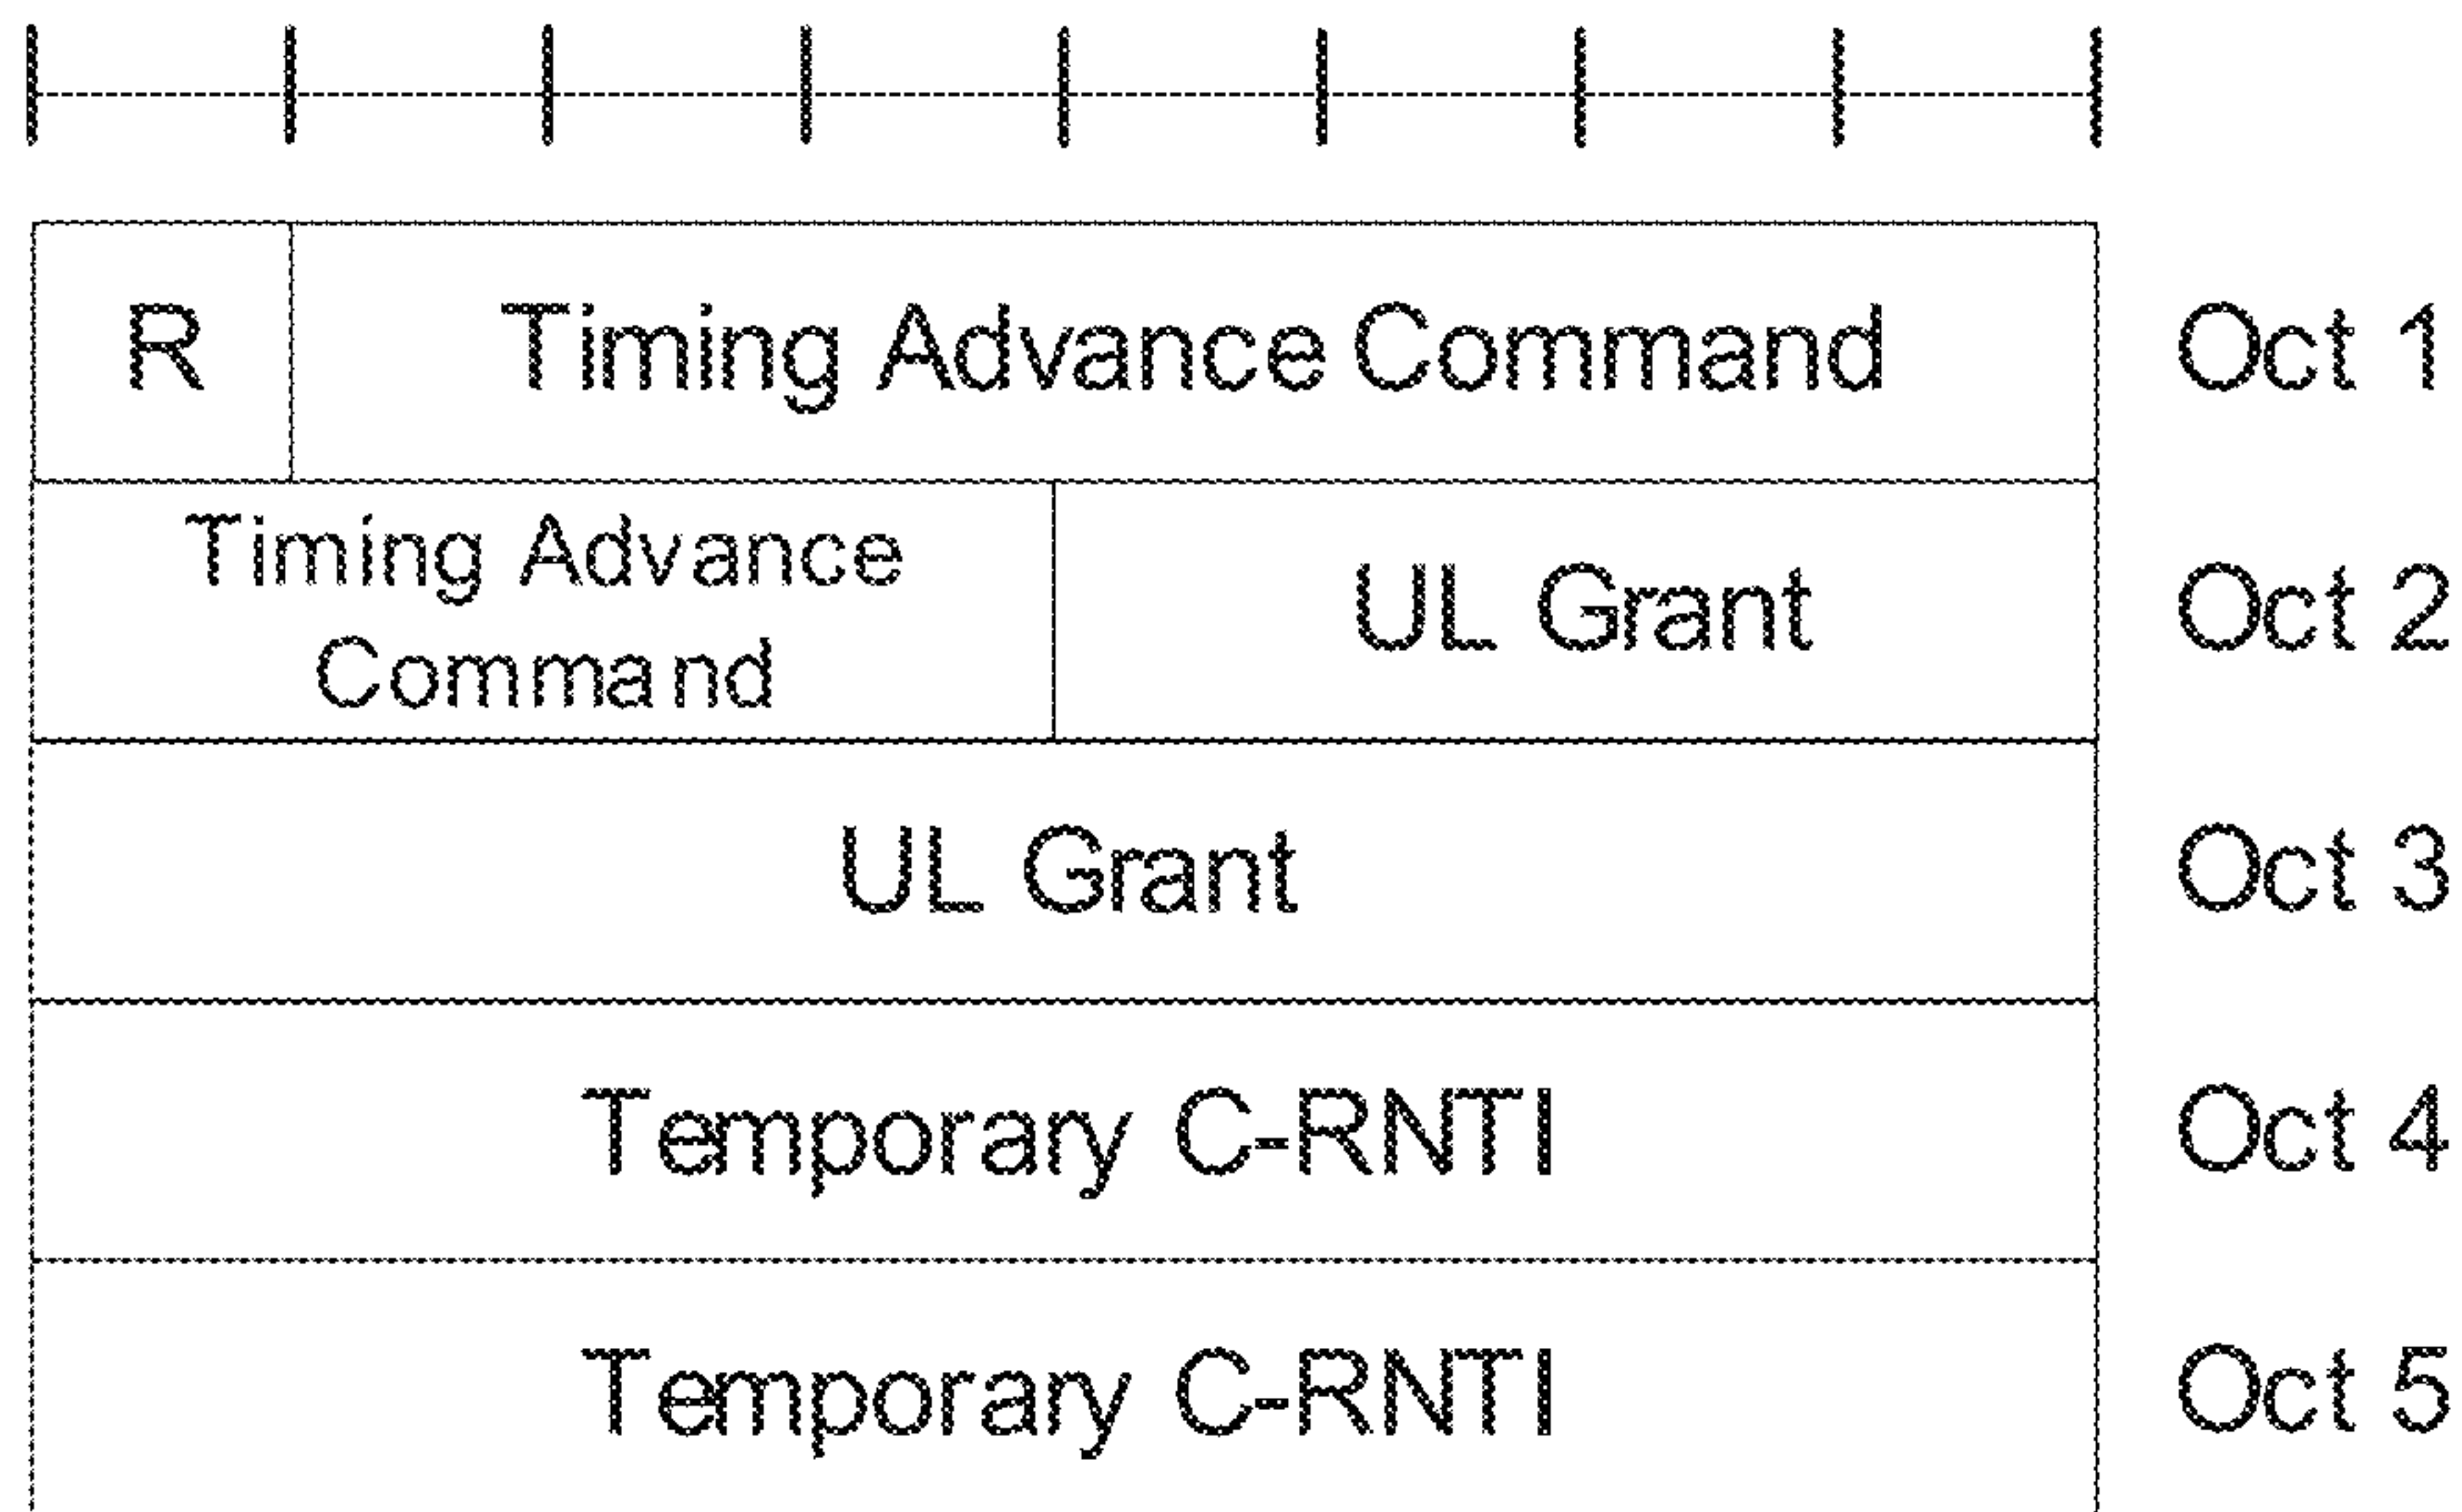 R Timing Advance Command Oct 1
Timing Advance
Command
UL Grant Oct 2
UL Grant Oct 3
Temporary C-RNTI Oct 4
Temporary C-RNTI Oct 5